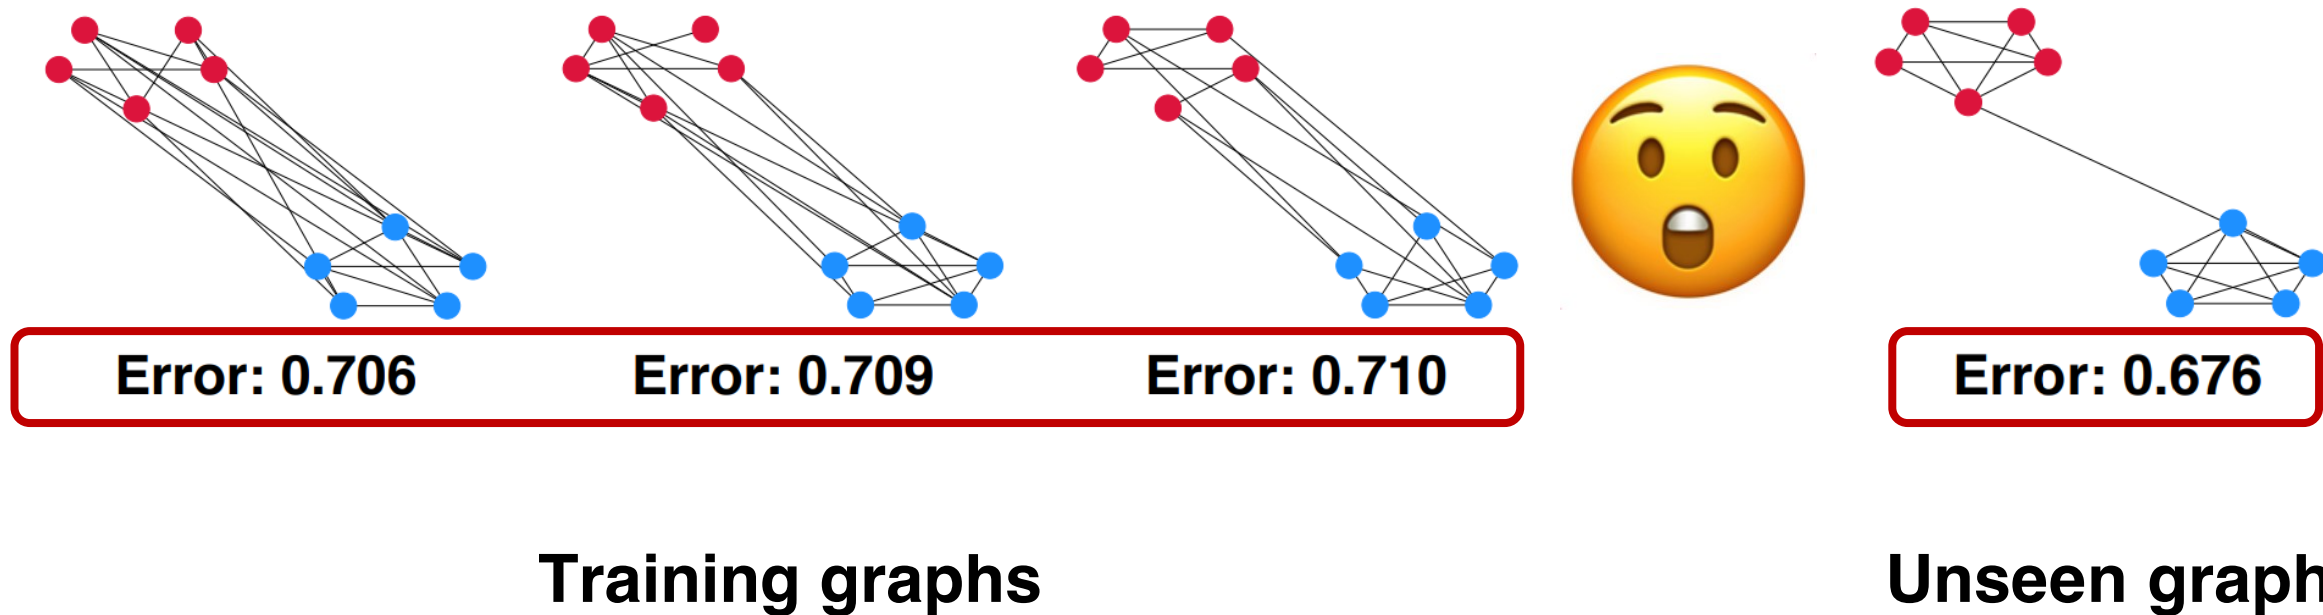 Error: 0.706 Error: 0.709 Error: 0.710 Error: 0.676
Training graphs Unseen graph